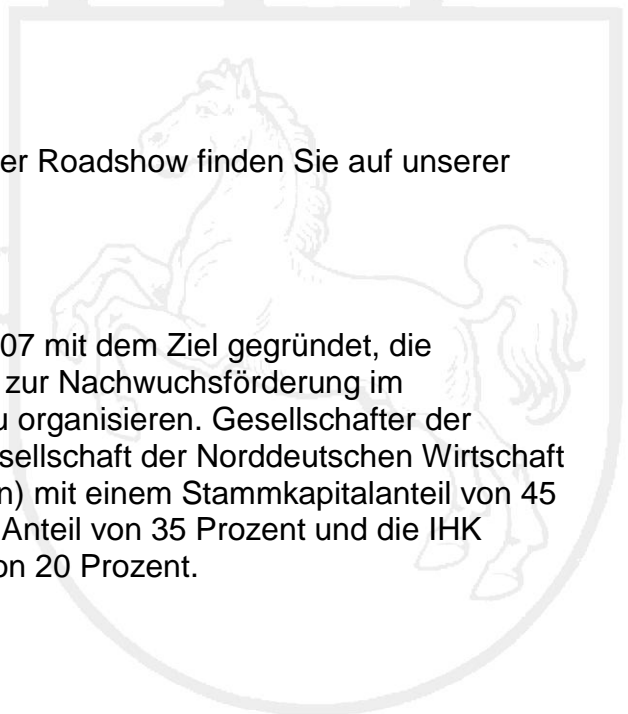 er Roadshow finden Sie auf unserer
07 mit dem Ziel gegründet, die
zur Nachwuchsförderung im
u organisieren. Gesellschafter der
sellschaft der Norddeutschen Wirtschaft
n) mit einem Stammkapitalanteil von 45
Anteil von 35 Prozent und die IHK
on 20 Prozent.